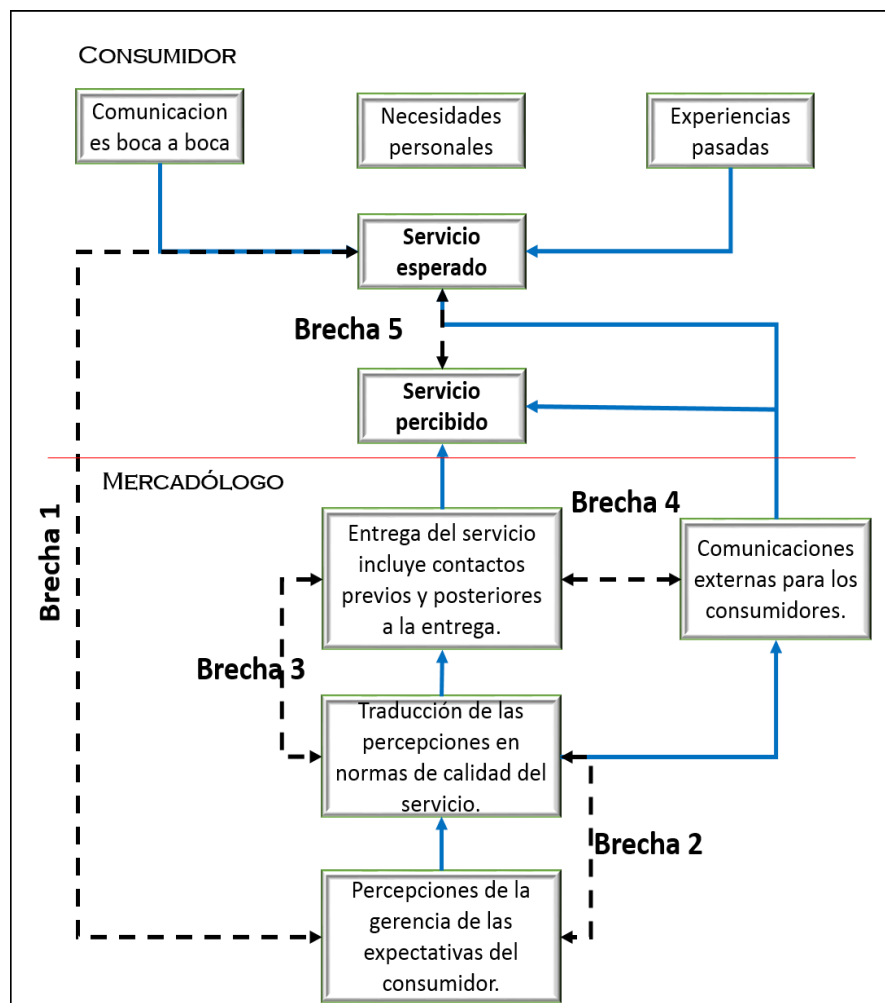 CONSUMIDOR
Comunicacion
es boca a boca
Necesidades
personales
Experiencias
pasadas
Servicio
esperado
Brecha 5
Servicio
percibido
MERCADÓLOGO
Brecha 1
Entrega del servicio
incluye contactos
previos y posteriores
a la entrega.
Brecha 4
Comunicaciones
externas para los
consumidores.
Brecha 3
Traducción de las
percepciones en
normas de calidad del
servicio.
Brecha 2
Percepciones de la
gerencia de las
expectativas del
consumidor.